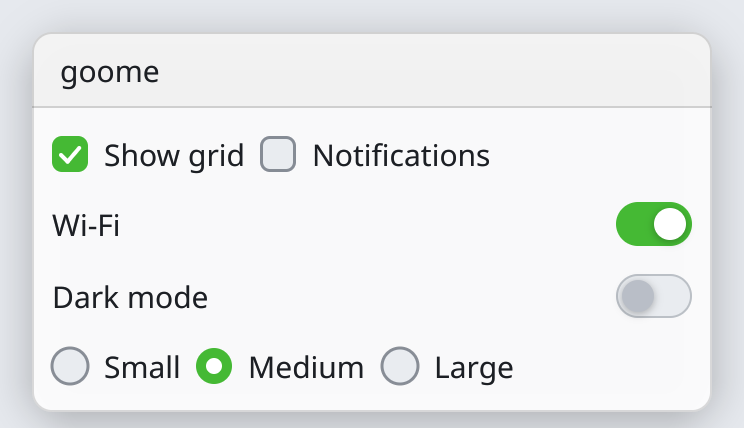 goome
Show grid Notifications
Wi-Fi
Dark mode
Small Medium Large